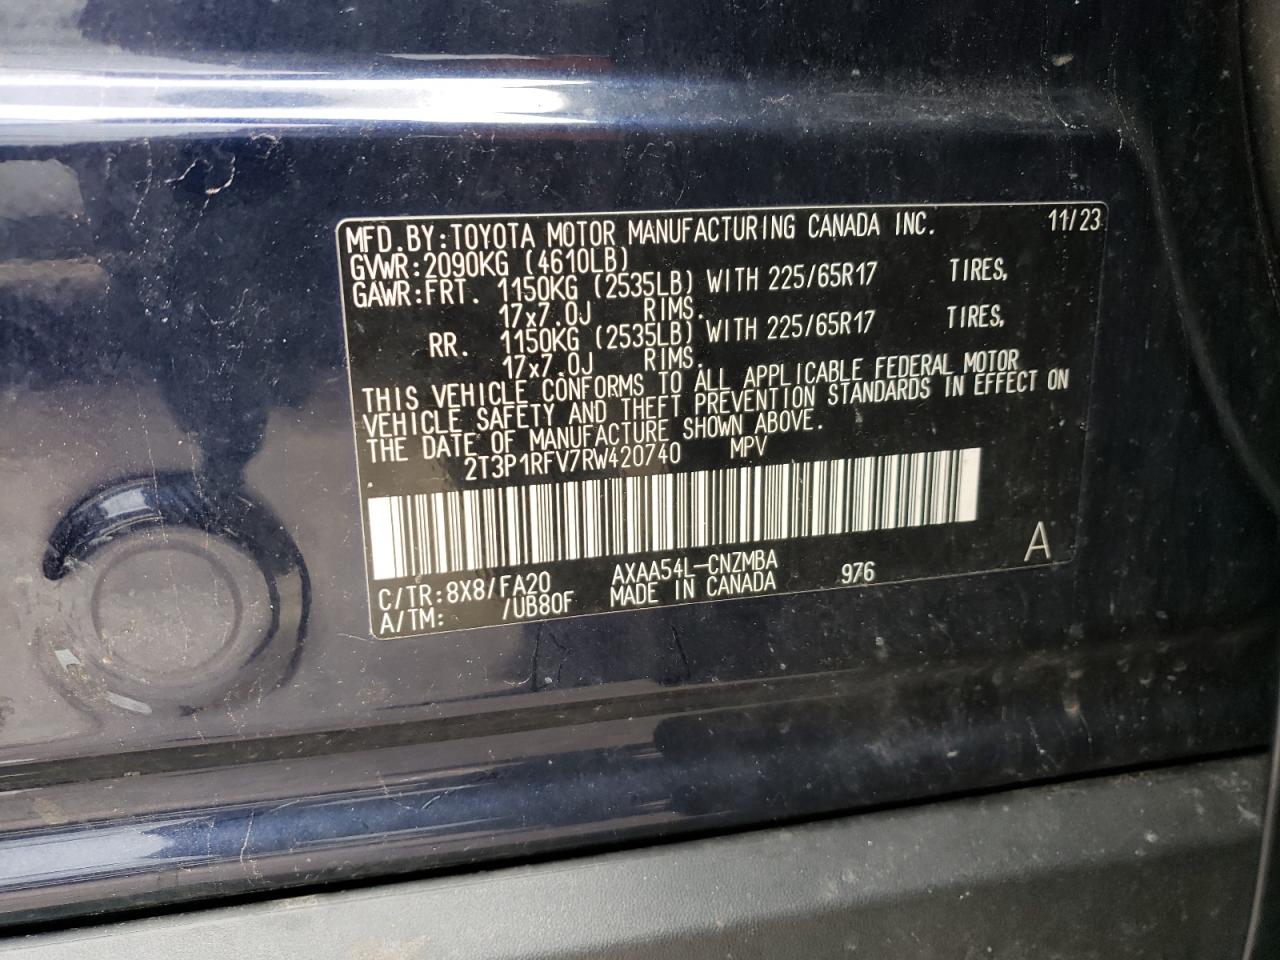 MFD.BY:TOYOTA MOTOR MANUFACTURING CANADA INC. 11/23
GVWR:2090KG (4610LB)
GAWR:FRT. 1150KG (2535LB) WITH 225/65R17 TIRES,
17x7.0J RIMS.
RR. 1150KG (2535LB) WITH 225/65R17 TIRES,
17x7.0J RIMS.
THIS VEHICLE CONFORMS TO ALL APPLICABLE FEDERAL MOTOR
VEHICLE SAFETY AND THEFT PREVENTION STANDARDS IN EFFECT ON
THE DATE OF MANUFACTURE SHOWN ABOVE.
2T3P1RFV7RW420740 MPV
A
C/TR:8X8/FA20 AXAA54L-CNZMBA 976
A/TM: /UB80F MADE IN CANADA